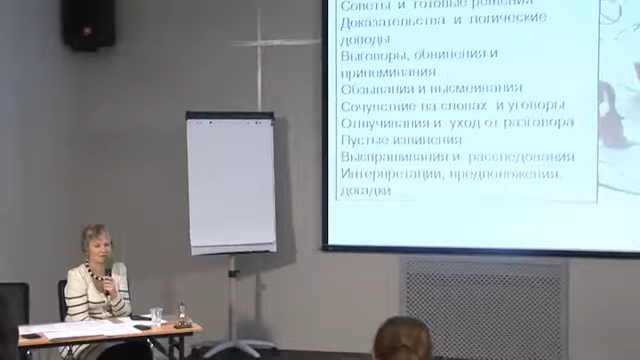 Советы и готовые решения
Доказательства и логические
доводы
Выговоры, обвинения и
припоминания
Обзывания и высмеивания
Сочувствие на словах и уговоры
Отшучивания и уход от разговора
Пустые извинения
Выспрашивания и расследования
Интерпретации, предположения,
догадки